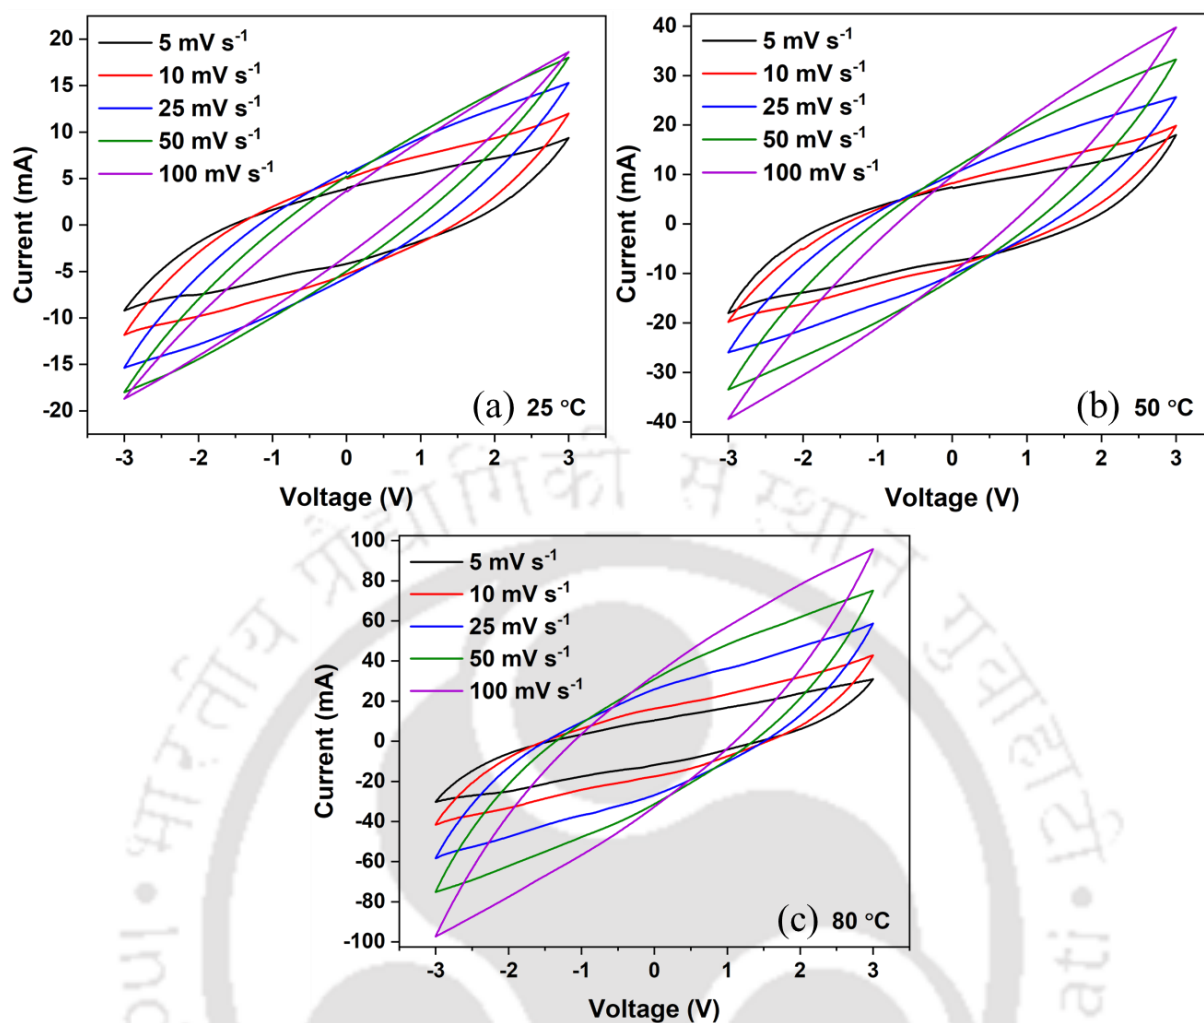 5 mV s⁻¹
10 mV s⁻¹
25 mV s⁻¹
50 mV s⁻¹
100 mV s⁻¹
Current (mA)
20
15
10
5
0
-5
-10
-15
-20
-3
-2
-1
0
1
2
3
Voltage (V)
(a) 25 °C
5 mV s⁻¹
10 mV s⁻¹
25 mV s⁻¹
50 mV s⁻¹
100 mV s⁻¹
Current (mA)
40
30
20
10
0
-10
-20
-30
-40
-3
-2
-1
0
1
2
3
Voltage (V)
(b) 50 °C
5 mV s⁻¹
10 mV s⁻¹
25 mV s⁻¹
50 mV s⁻¹
100 mV s⁻¹
Current (mA)
100
80
60
40
20
0
-20
-40
-60
-80
-100
-3
-2
-1
0
1
2
3
Voltage (V)
(c) 80 °C